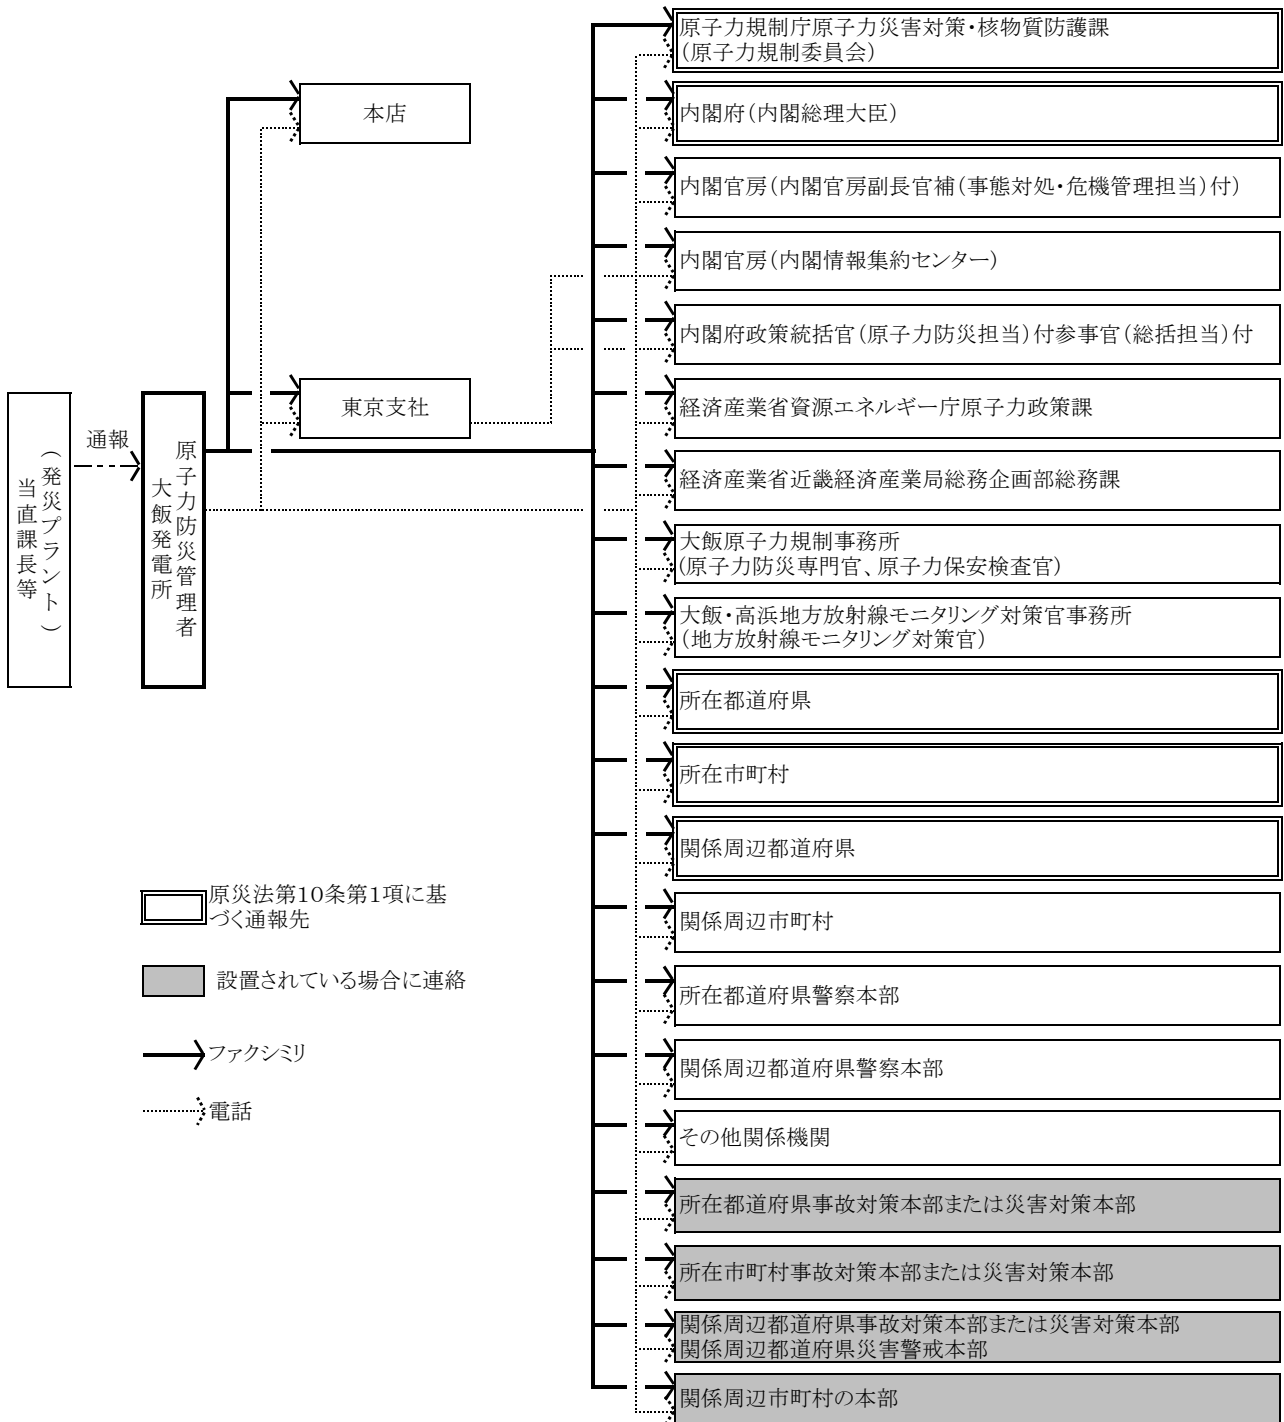 原子力規制庁原子力災害対策・核物質防護課
(原子力規制委員会)
本店
内閣府(内閣総理大臣)
内閣官房(内閣官房副長官補(事態対処・危機管理担当)付)
内閣官房(内閣情報集約センター)
内閣府政策統括官(原子力防災担当)付参事官(総括担当)付
東京支社
経済産業省資源エネルギー庁原子力政策課
(発災プラント)
当直課長等
通報
原子力防災管理者
大飯発電所
経済産業省近畿経済産業局総務企画部総務課
大飯原子力規制事務所
(原子力防災専門官、原子力保安検査官)
大飯・高浜地方放射線モニタリング対策官事務所
(地方放射線モニタリング対策官)
所在都道府県
所在市町村
関係周辺都道府県
関係周辺市町村
所在都道府県警察本部
関係周辺都道府県警察本部
その他関係機関
所在都道府県事故対策本部または災害対策本部
所在市町村事故対策本部または災害対策本部
関係周辺都道府県事故対策本部または災害対策本部
関係周辺都道府県災害警戒本部
関係周辺市町村の本部
原災法第10条第1項に基
づく通報先
設置されている場合に連絡
ファクシミリ
電話